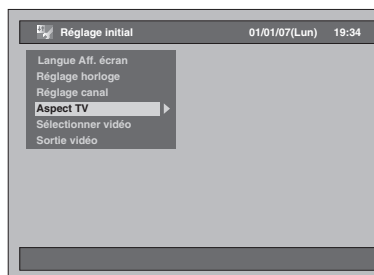 Réglage initial 01/01/07(Lun) 19:34
Langue Aff. écran
Réglage horloge
Réglage canal
Aspect TV
Sélectionner vidéo
Sortie vidéo